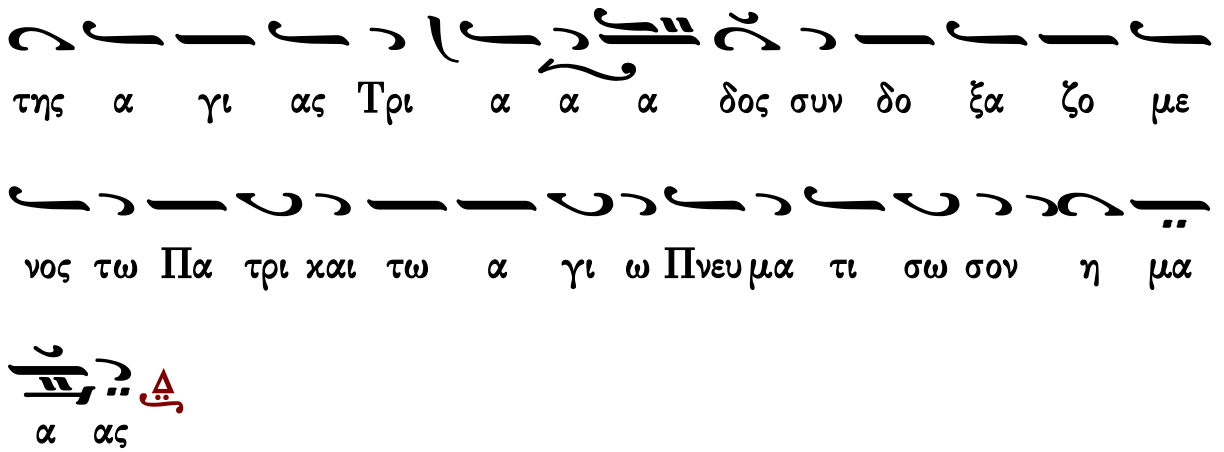 της α γι ας Τρι α α α δος συν δο ξα ζο με
νος τω Πα τρι και τω α γι ω Πνευ μα τι σω σον η μα
α ας